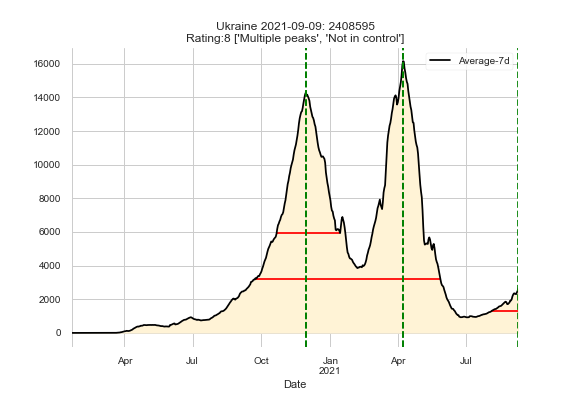 Ukraine 2021-09-09: 2408595
Rating:8 ['Multiple peaks', 'Not in control']
Average-7d
16000
14000
12000
10000
8000
6000
4000
2000
0
Apr Jul Oct Jan Apr Jul
2021
Date